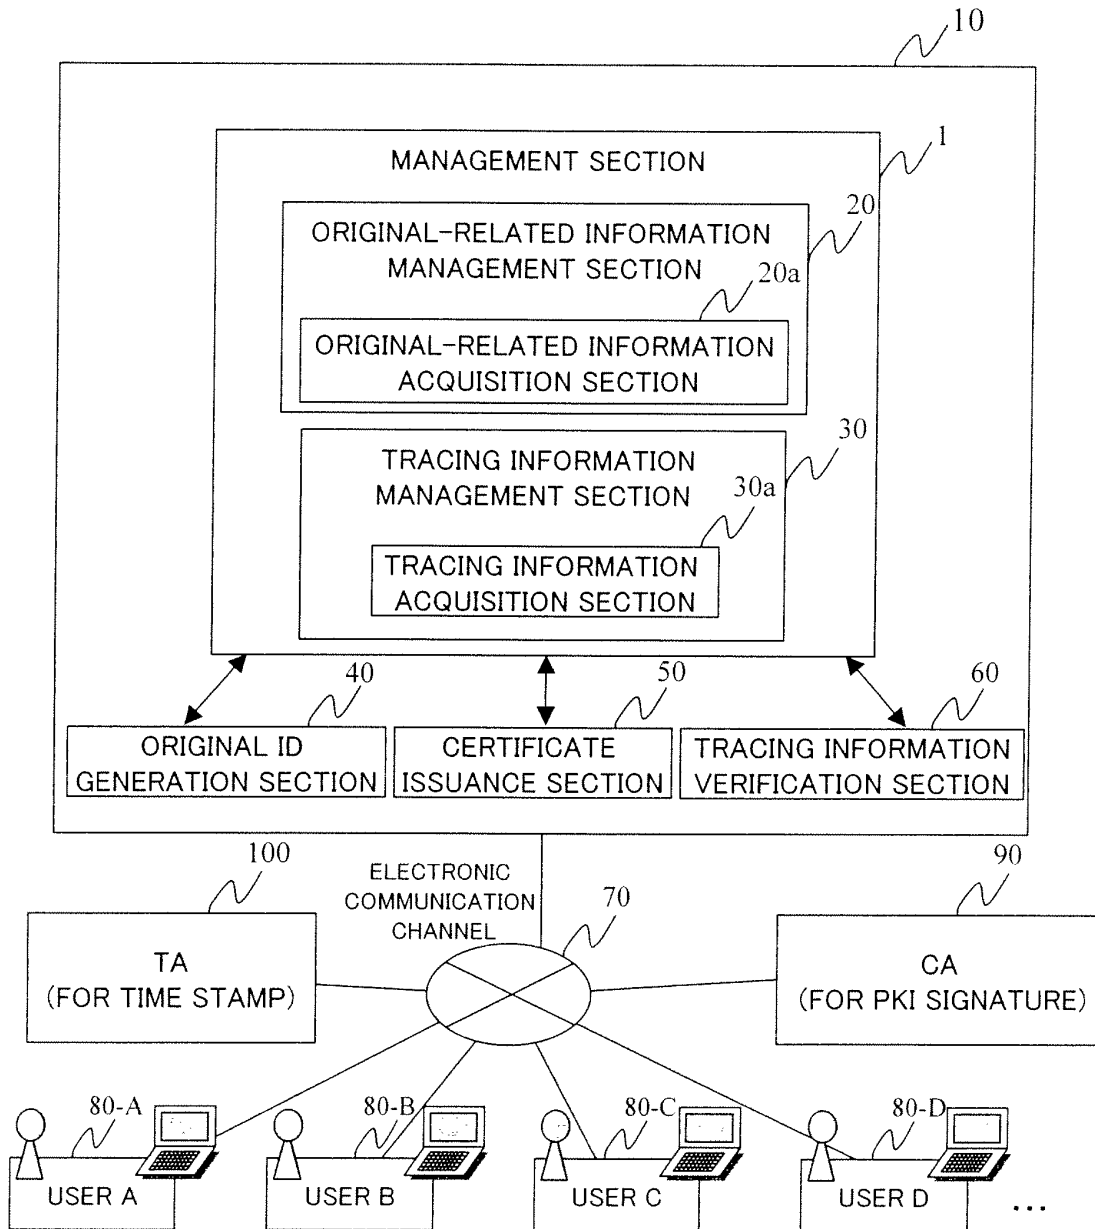 10
1
MANAGEMENT SECTION
20
ORIGINAL-RELATED INFORMATION
MANAGEMENT SECTION
20a
ORIGINAL-RELATED INFORMATION
ACQUISITION SECTION
30
TRACING INFORMATION
MANAGEMENT SECTION
30a
TRACING INFORMATION
ACQUISITION SECTION
40
50
60
ORIGINAL ID
GENERATION SECTION
CERTIFICATE
ISSUANCE SECTION
TRACING INFORMATION
VERIFICATION SECTION
100
ELECTRONIC
COMMUNICATION
CHANNEL
70
90
TA
(FOR TIME STAMP)
CA
(FOR PKI SIGNATURE)
80-A
80-B
80-C
80-D
USER A
USER B
USER C
USER D
...